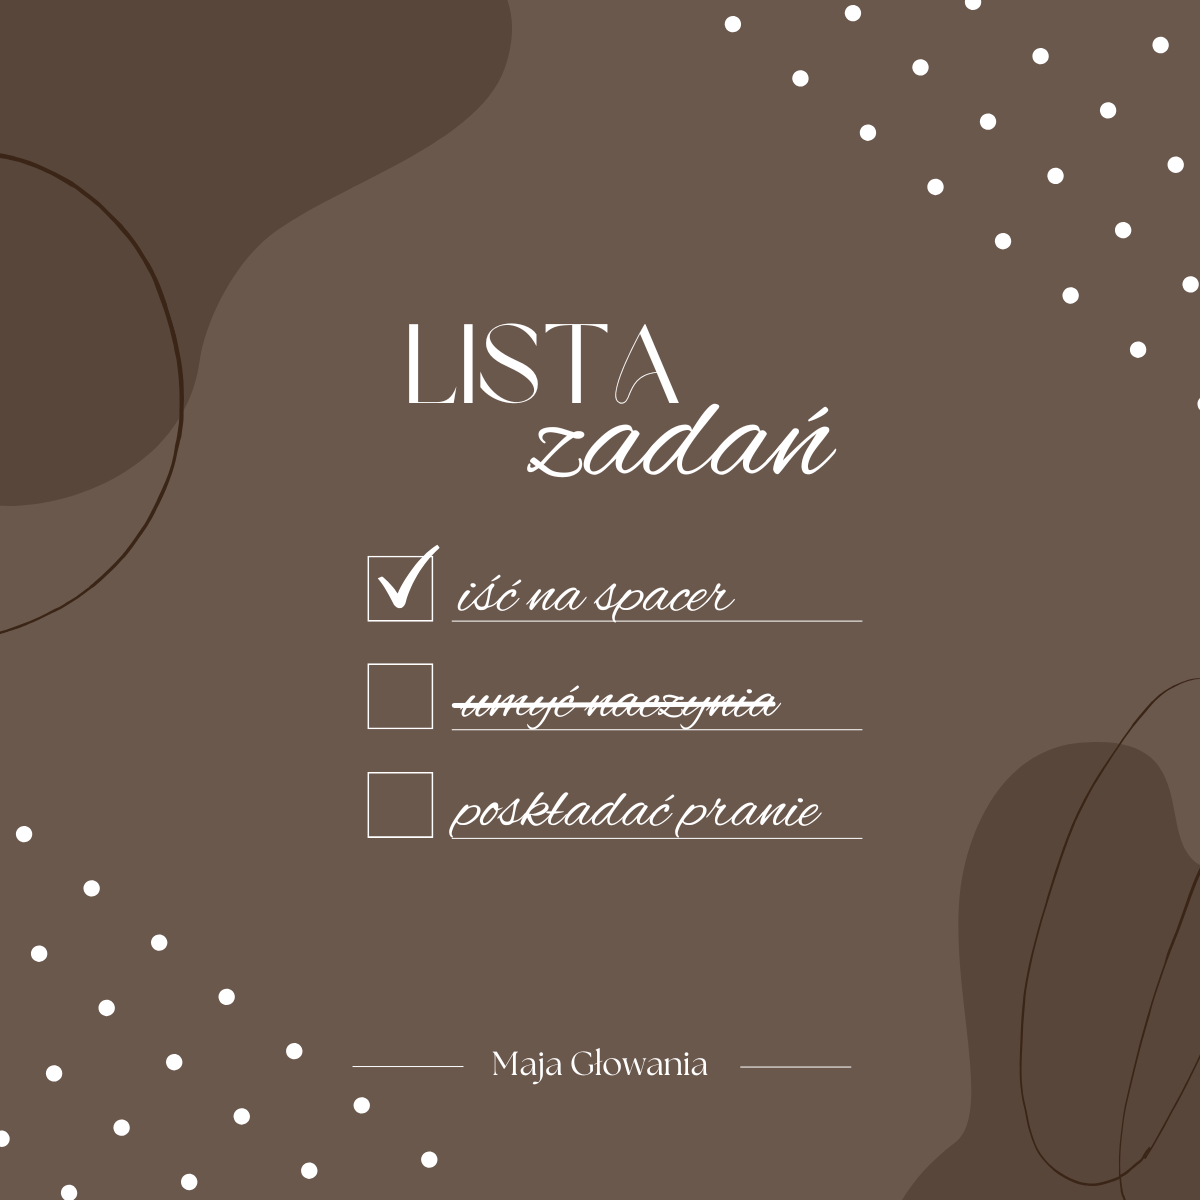 LISTA
zadań
iść na spacer
umyć naczynia
poskładać pranie
Maja Głowania